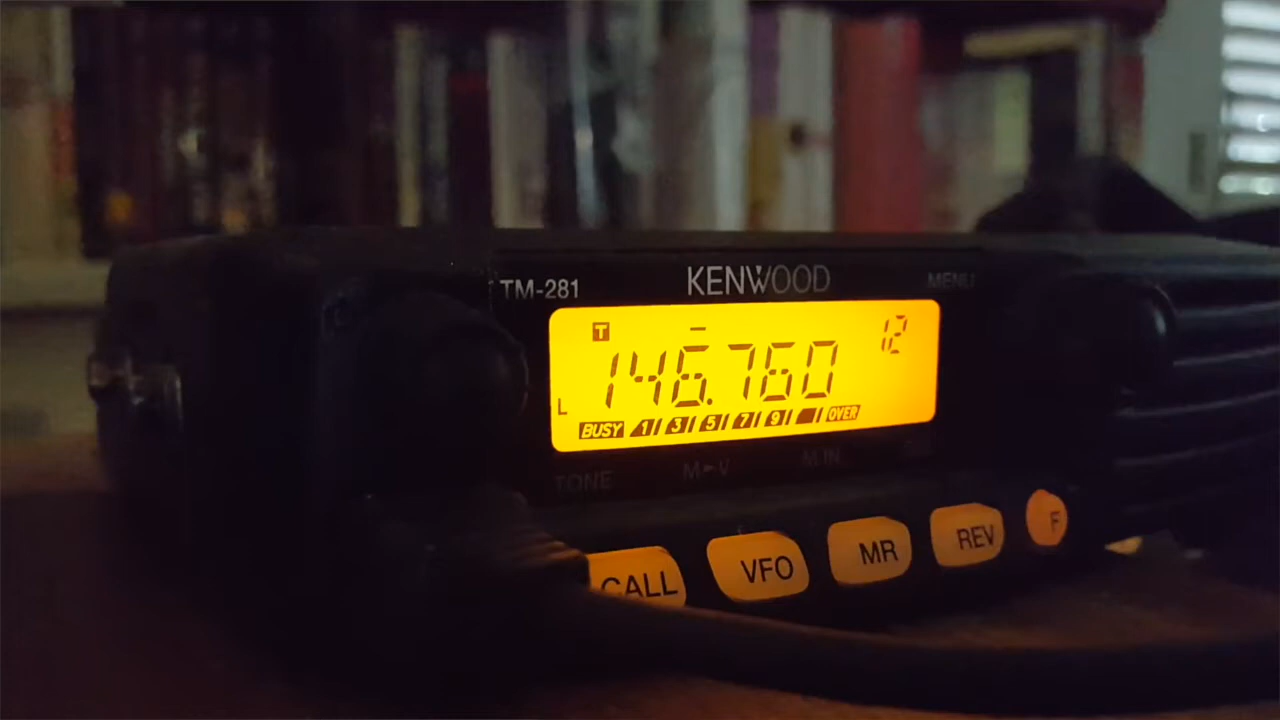 TM-281 KENWOOD MENU
T – 12
146.760
L
BUSY 1 3 5 7 9 OVER
TONE M►V M.IN
CALL VFO MR REV F